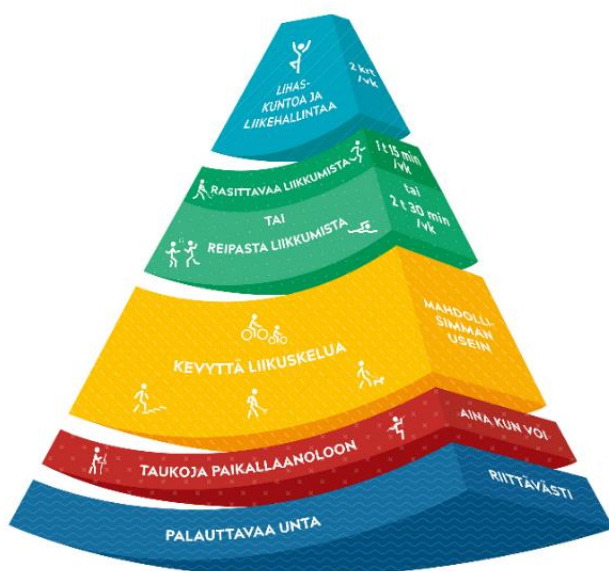 LIHAS-
KUNTOA JA
LIIKEHALLINTAA
2 krt
/vk
RASITTAVAA LIIKKUMISTA
1 t 15 min
/vk
TAI
REIPASTA LIIKKUMISTA
tai
2 t 30 min
/vk
KEVYTTÄ LIIKUSKELUA
MAHDOLLI-
SIMMAN
USEIN
TAUKOJA PAIKALLAANOLOON
AINA KUN VOI
PALAUTTAVAA UNTA
RIITTÄVÄSTI